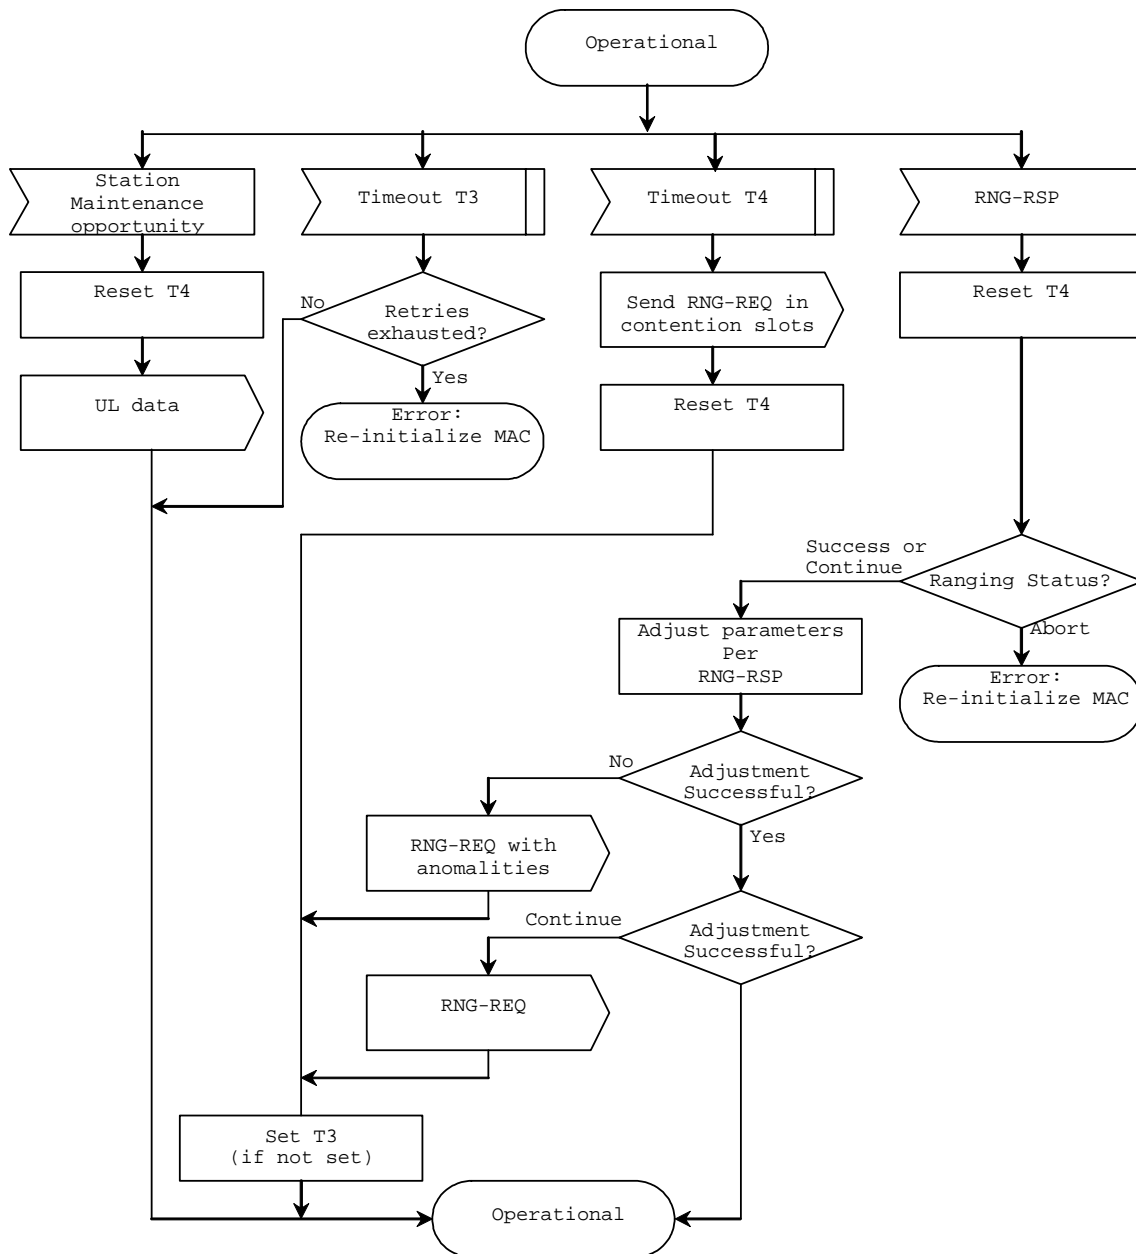 Operational
Station
Maintenance
opportunity
Timeout T3
Timeout T4
RNG-RSP
Reset T4
No
Retries
exhausted?
Send RNG-REQ in
contention slots
Reset T4
Yes
UL data
Error:
Re-initialize MAC
Reset T4
Success or
Continue
Ranging Status?
Abort
Adjust parameters
Per
RNG-RSP
Error:
Re-initialize MAC
No
Adjustment
Successful?
Yes
RNG-REQ with
anomalities
Continue
Adjustment
Successful?
RNG-REQ
Set T3
(if not set)
Operational